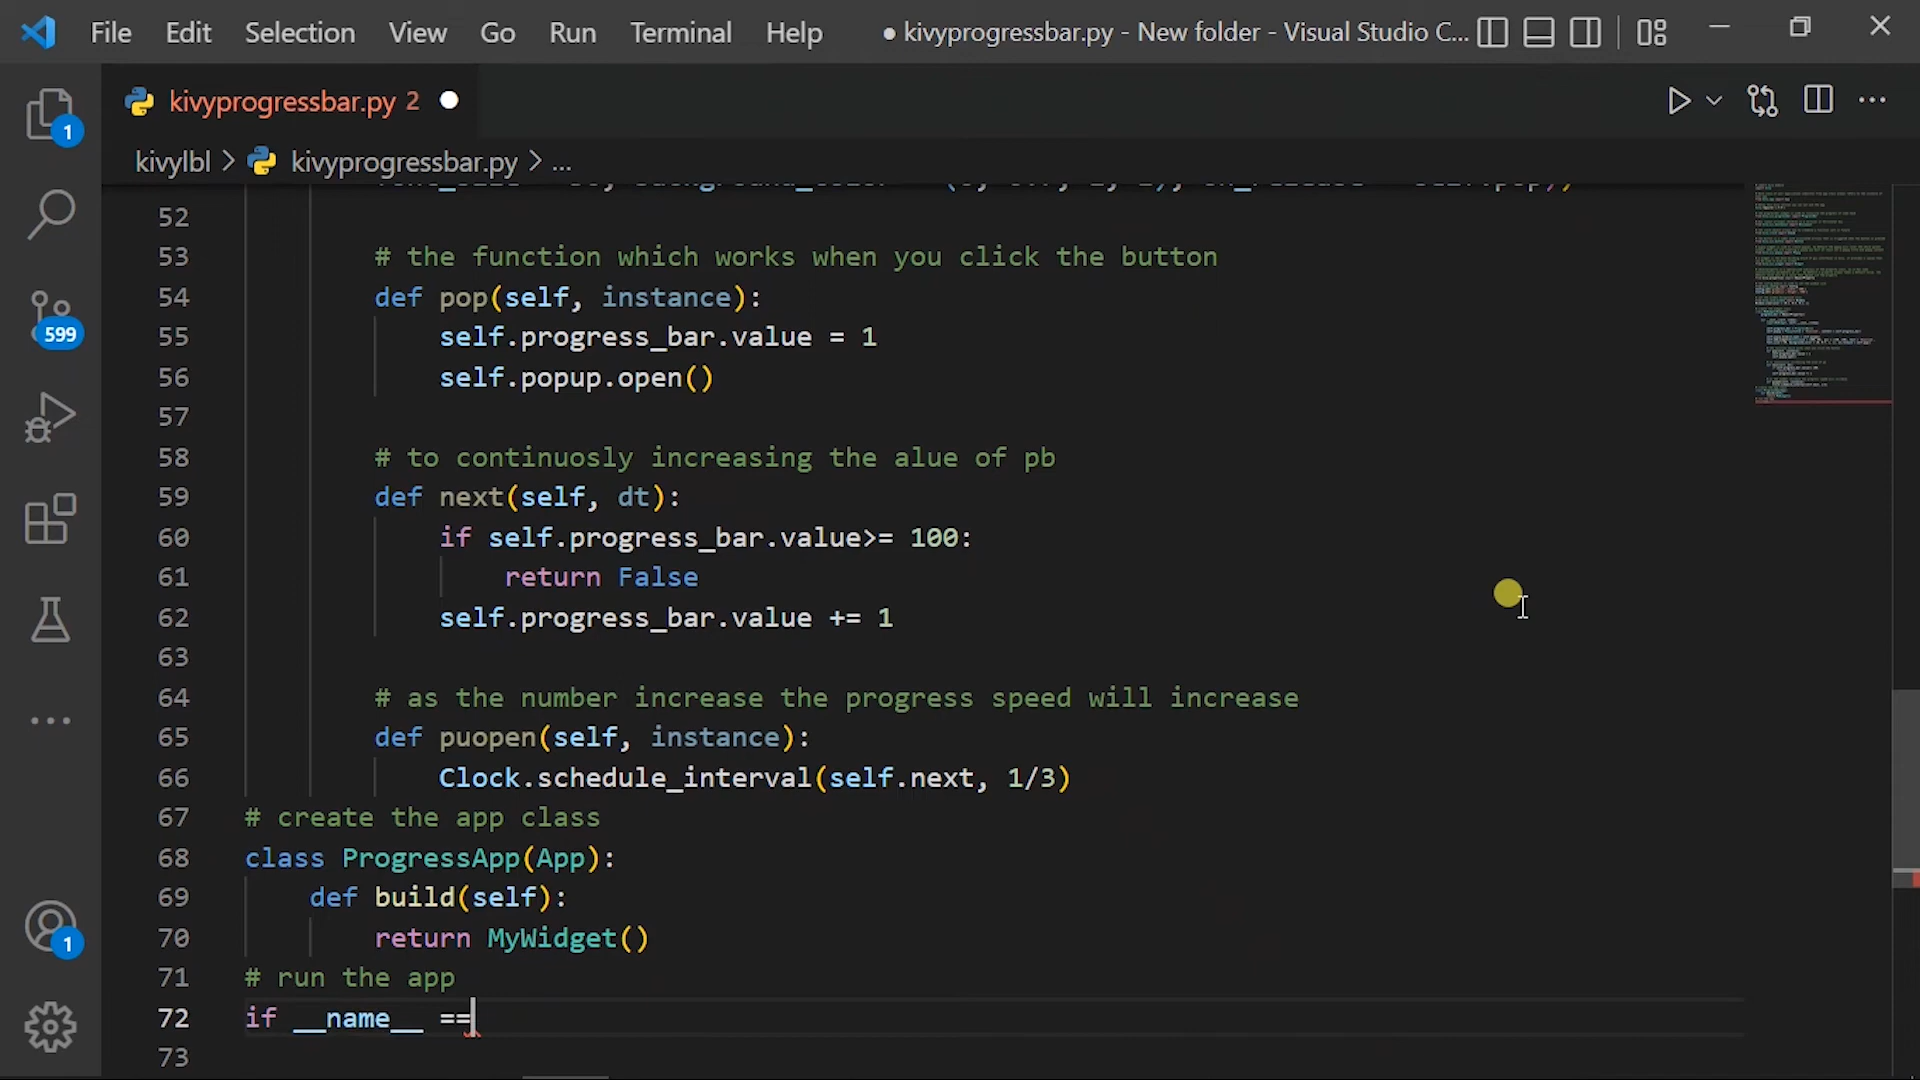 File Edit Selection View Go Run Terminal Help ● kivyprogressbar.py - New folder - Visual Studio C...
kivyprogressbar.py 2
kivylbl > kivyprogressbar.py > ...
52
53 # the function which works when you click the button
54 def pop(self, instance):
55 self.progress_bar.value = 1
56 self.popup.open()
57
58 # to continuosly increasing the alue of pb
59 def next(self, dt):
60 if self.progress_bar.value>= 100:
61 return False
62 self.progress_bar.value += 1
63
64 # as the number increase the progress speed will increase
65 def puopen(self, instance):
66 Clock.schedule_interval(self.next, 1/3)
67 # create the app class
68 class ProgressApp(App):
69 def build(self):
70 return MyWidget()
71 # run the app
72 if __name__ ==
73
1
599
1